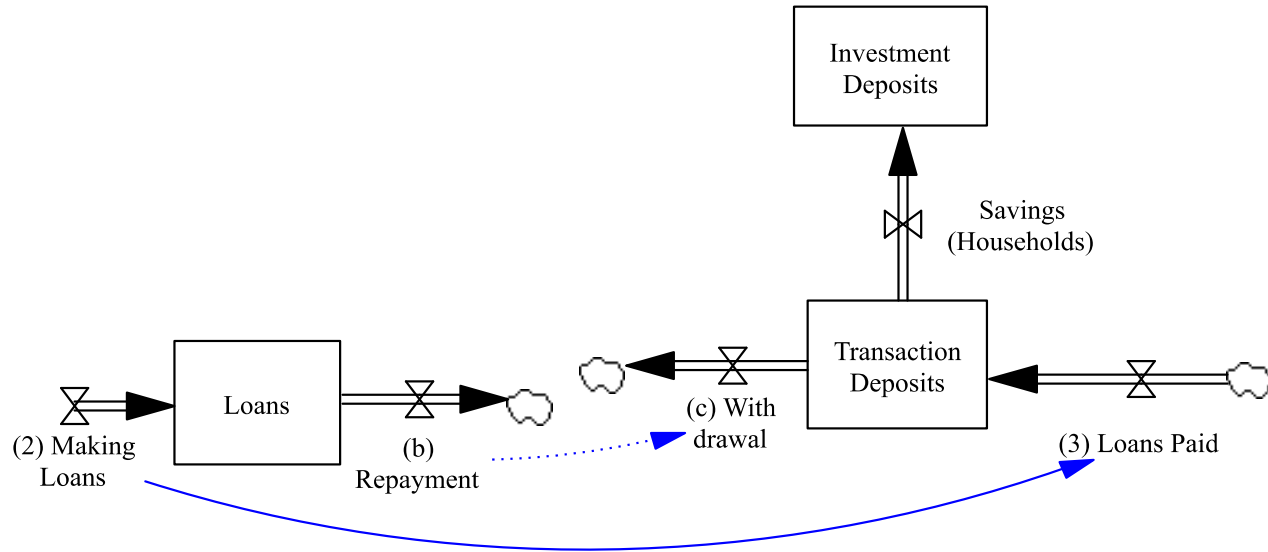 Investment
Deposits
Savings
(Households)
Transaction
Deposits
Loans
(c) With
drawal
(2) Making
Loans
(b)
Repayment
(3) Loans Paid